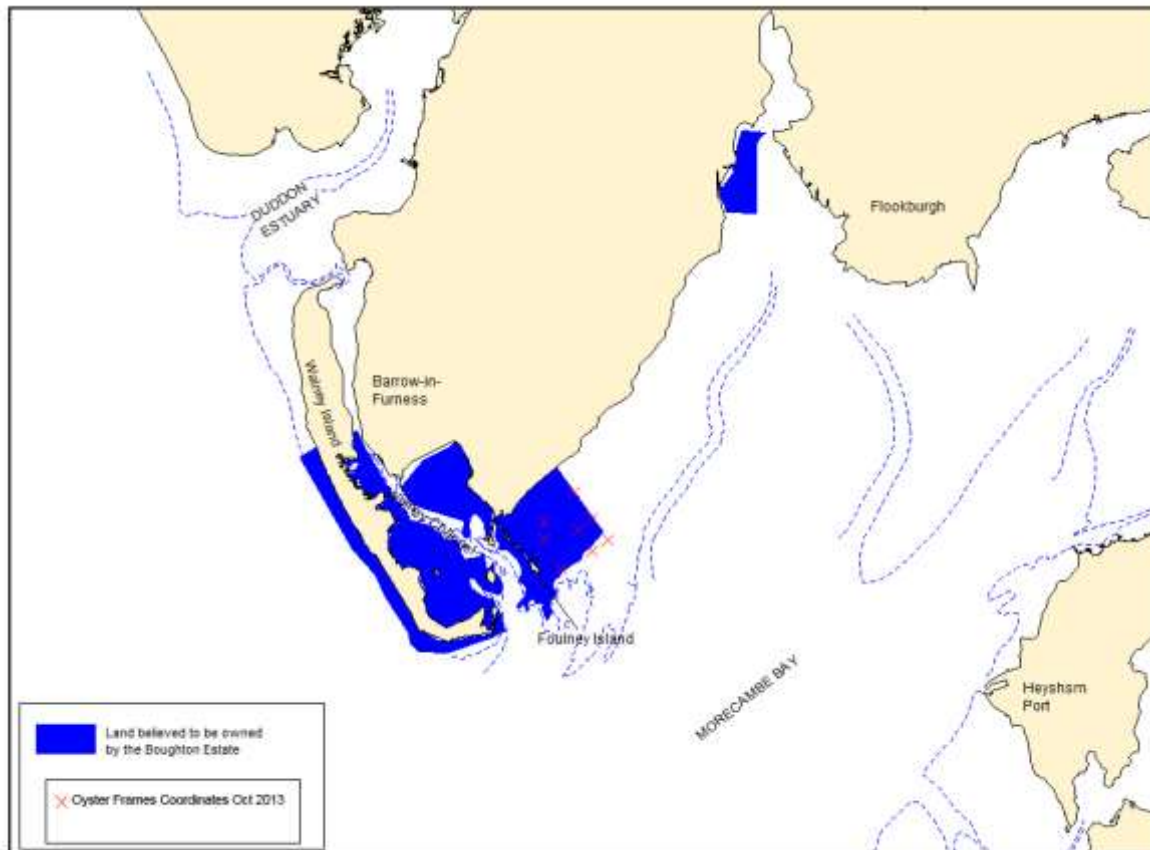 DUDDON
ESTUARY
Flookburgh
Walney Island
Barrow-in-
Furness
Foulney Island
MORECAMBE BAY
Heyshsm
Port
Land believed to be owned
by the Boughton Estate
Oyster Frames Coordinates Oct 2013